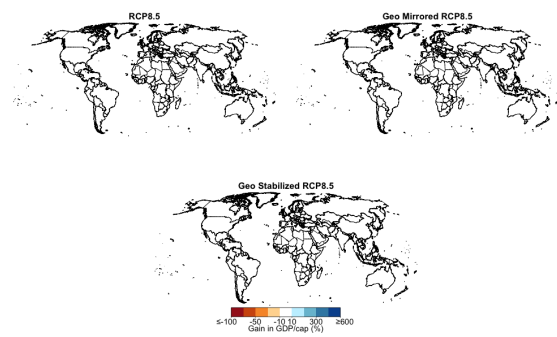 RCP8.5
Geo Mirrored RCP8.5
Geo Stabilized RCP8.5
≤-100 -50 -10 10 300 ≥600
Gain in GDP/cap (%)